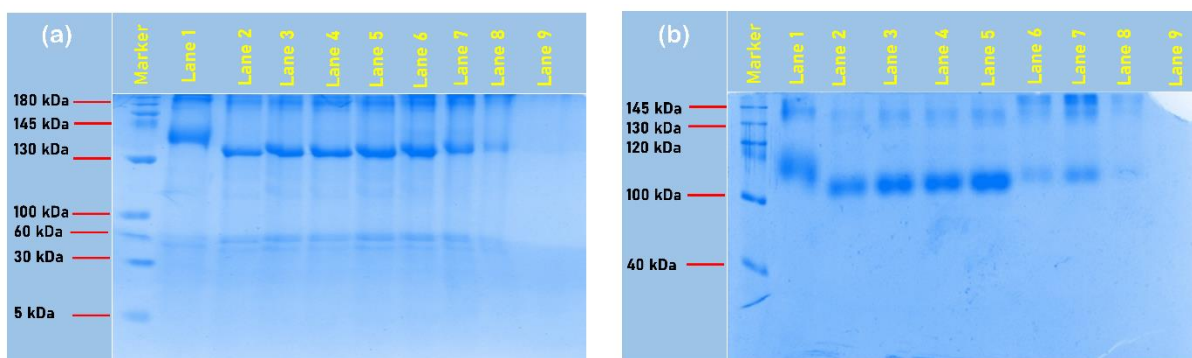 (a)
Marker
Lane 1
Lane 2
Lane 3
Lane 4
Lane 5
Lane 6
Lane 7
Lane 8
Lane 9
180 kDa
145 kDa
130 kDa
100 kDa
60 kDa
30 kDa
5 kDa
(b)
Marker
Lane 1
Lane 2
Lane 3
Lane 4
Lane 5
Lane 6
Lane 7
Lane 8
Lane 9
145 kDa
130 kDa
120 kDa
100 kDa
40 kDa